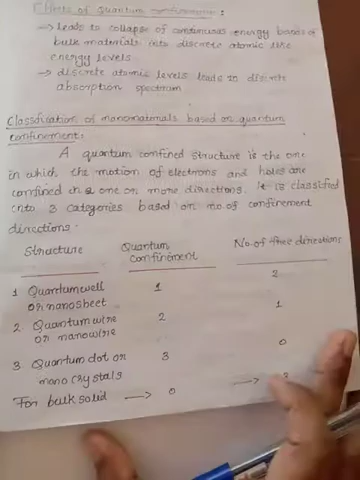 Effects of Quantum confinement :
→ leads to collapse of continuous energy bands of
bulk materials into discrete atomic like
energy levels
→ discrete atomic levels leads to discrete
absorption spectrum
Classification of nanomaterials based on quantum
confinement:
A quantum confined structure is the one
in which the motion of electrons and holes are
confined in one or more directions. It is classified
into 3 categories based on no of confinement
directions.
Structure Quantum confinement No. of free directions
1 Quantum well or nanosheet 1 2
2. Quantum wire or nanowire 2 1
3. Quantum dot or nano crystals 3 0
For bulk solid → 0 → 3